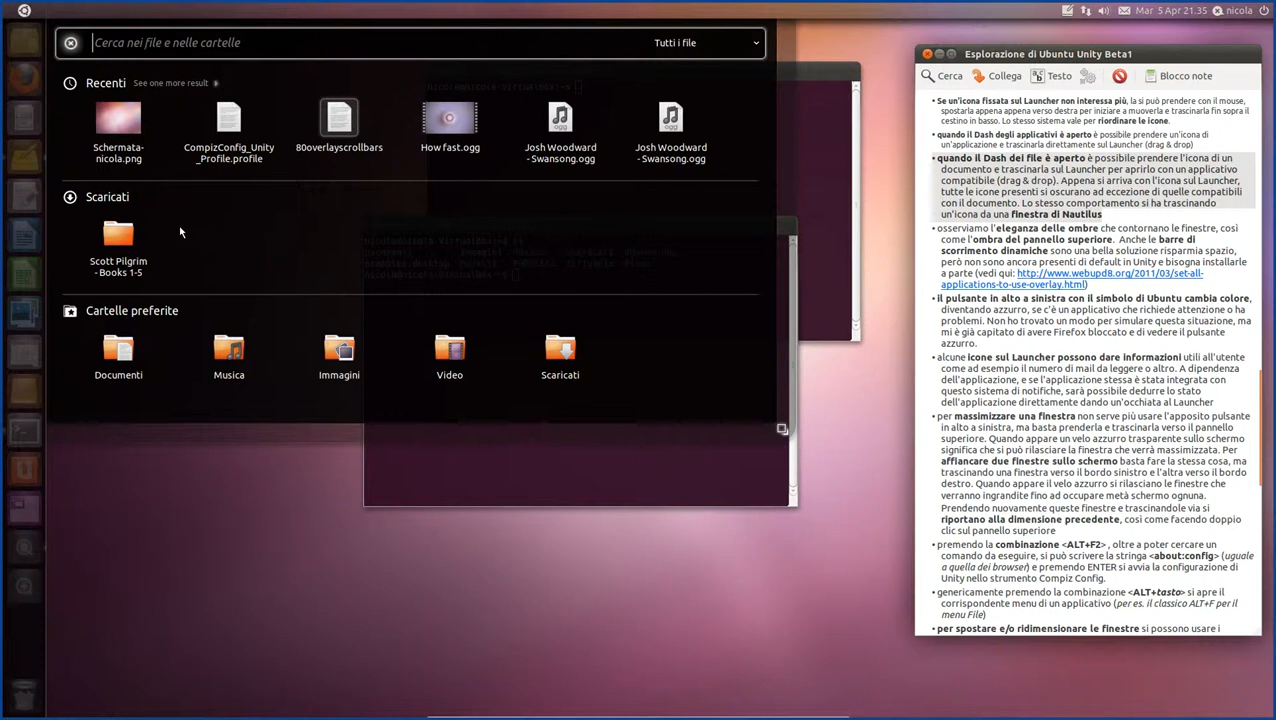 Mar 5 Apr 21.35 nicola
Cerca nei file e nelle cartelle
Tutti i file
Recenti See one more result
Schermata-
nicola.png
CompizConfig_Unity
_Profile.profile
80overlayscrollbars
How fast.ogg
Josh Woodward
- Swansong.ogg
Josh Woodward
- Swansong.ogg
Scaricati
Scott Pilgrim
- Books 1-5
Cartelle preferite
Documenti
Musica
Immagini
Video
Scaricati
Esplorazione di Ubuntu Unity Beta1
Cerca Collega Testo Blocco note
• Se un'icona fissata sul Launcher non interessa più, la si può prendere con il mouse,
spostarla appena appena verso destra per iniziare a muoverla e trascinarla fin sopra il
cestino in basso. Lo stesso sistema vale per riordinare le icone.
• quando il Dash degli applicativi è aperto è possibile prendere un'icona di
un'applicazione e trascinarla direttamente sul Launcher (drag & drop)
• quando il Dash dei file è aperto è possibile prendere l'icona di un
documento e trascinarla sul Launcher per aprirlo con un applicativo
compatibile (drag & drop). Appena si arriva con l'icona sul Launcher,
tutte le icone presenti si oscurano ad eccezione di quelle compatibili
con il documento. Lo stesso comportamento si ha trascinando
un'icona da una finestra di Nautilus
• osserviamo l'eleganza delle ombre che contornano le finestre, così
come l'ombra del pannello superiore. Anche le barre di
scorrimento dinamiche sono una bella soluzione risparmia spazio,
però non sono ancora presenti di default in Unity e bisogna installarle
a parte (vedi qui: http://www.webupd8.org/2011/03/set-all-
applications-to-use-overlay.html)
• il pulsante in alto a sinistra con il simbolo di Ubuntu cambia colore,
diventando azzurro, se c'è un applicativo che richiede attenzione o ha
problemi. Non ho trovato un modo per simulare questa situazione, ma
mi è già capitato di avere Firefox bloccato e di vedere il pulsante
azzurro.
• alcune icone sul Launcher possono dare informazioni utili all'utente
come ad esempio il numero di mail da leggere o altro. A dipendenza
dell'applicazione, e se l'applicazione stessa è stata integrata con
questo sistema di notifiche, sarà possibile dedurre lo stato
dell'applicazione direttamente dando un'occhiata al Launcher
• per massimizzare una finestra non serve più usare l'apposito pulsante
in alto a sinistra, ma basta prenderla e trascinarla verso il pannello
superiore. Quando appare un velo azzurro trasparente sullo schermo
significa che si può rilasciare la finestra che verrà massimizzata. Per
affiancare due finestre sullo schermo basta fare la stessa cosa, ma
trascinando una finestra verso il bordo sinistro e l'altra verso il bordo
destro. Quando appare il velo azzurro si rilasciano le finestre che
verranno ingrandite fino ad occupare metà schermo ognuna.
Prendendo nuovamente queste finestre e trascinandole via si
riportano alla dimensione precedente, così come facendo doppio
clic sul pannello superiore
• premendo la combinazione <ALT+F2> , oltre a poter cercare un
comando da eseguire, si può scrivere la stringa <about:config> (uguale
a quella dei browser) e premendo ENTER si avvia la configurazione di
Unity nello strumento Compiz Config.
• genericamente premendo la combinazione <ALT+tasto> si apre il
corrispondente menu di un applicativo (per es. il classico ALT+F per il
menu File)
• per spostare e/o ridimensionare le finestre si possono usare i